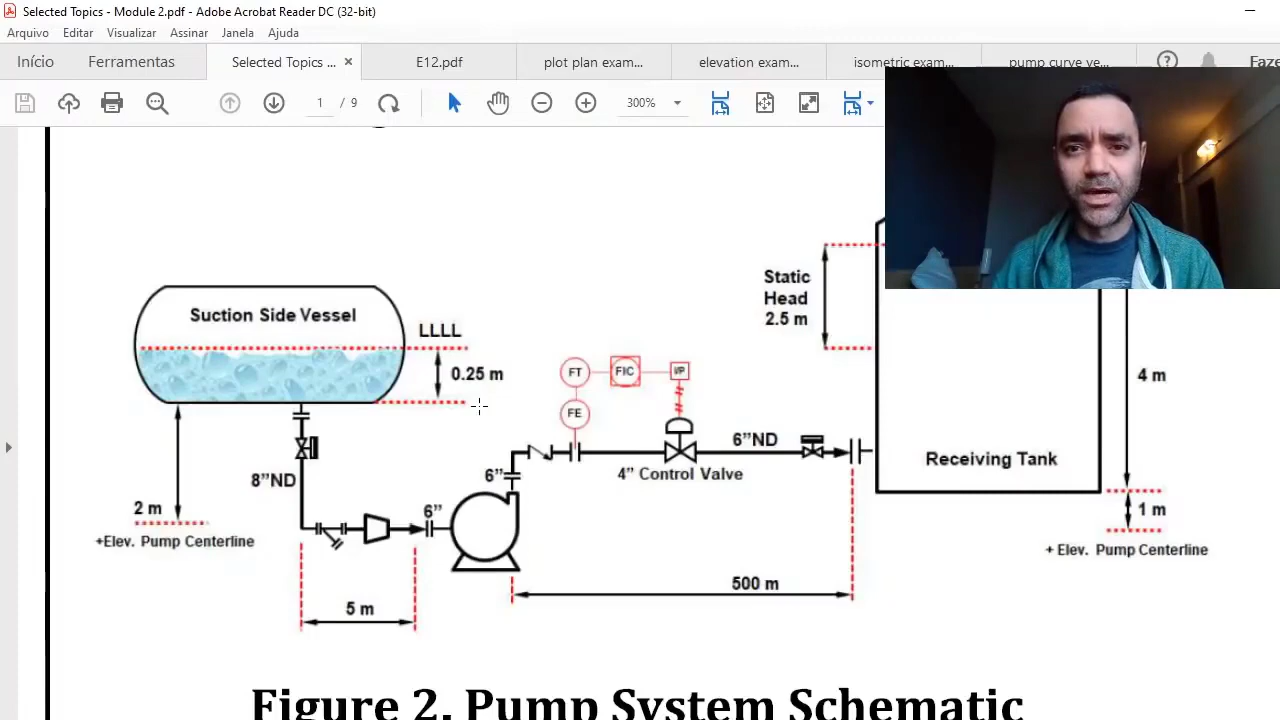 Selected Topics - Module 2.pdf - Adobe Acrobat Reader DC (32-bit)
Arquivo Editar Visualizar Assinar Janela Ajuda
Início Ferramentas Selected Topics ... × E12.pdf plot plan exam... elevation exam... isometric exam... pump curve ve... Faze
1 / 9 300%
Suction Side Vessel
LLLL
0.25 m
Static
Head
2.5 m
FT FIC I/P
FE
4 m
8"ND
6"
6"ND
4" Control Valve
Receiving Tank
2 m
+Elev. Pump Centerline
6"
1 m
+ Elev. Pump Centerline
5 m
500 m
Figure 2. Pump System Schematic